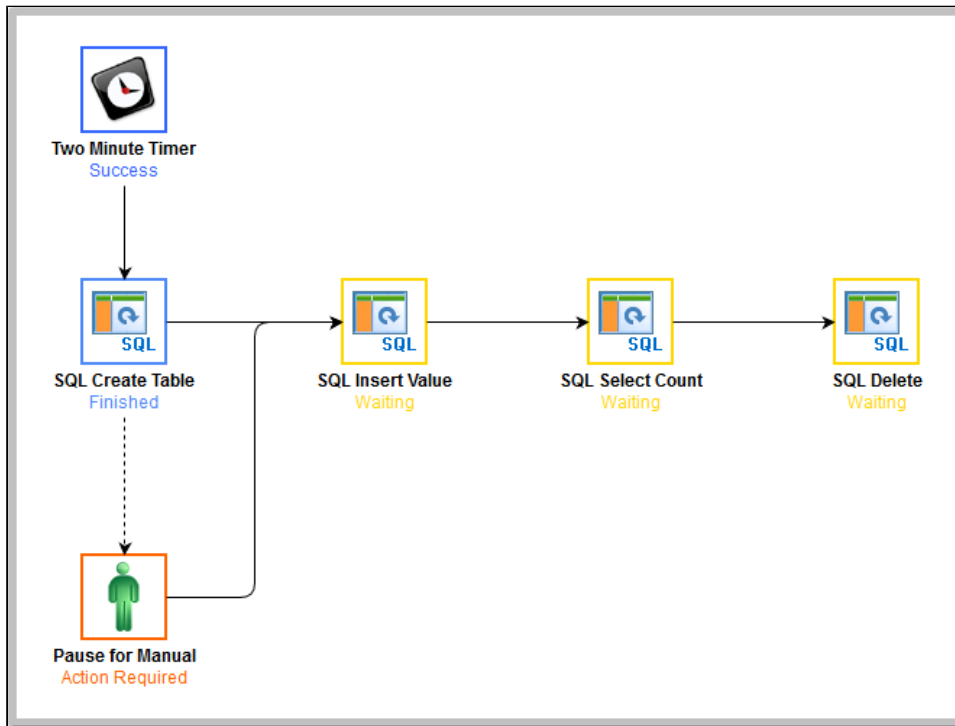 Two Minute Timer
Success
SQL
SQL
SQL
SQL
SQL Create Table
SQL Insert Value
SQL Select Count
SQL Delete
Finished
Waiting
Waiting
Waiting
Pause for Manual
Action Required